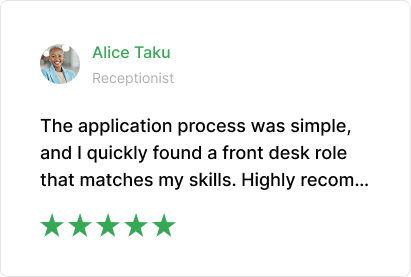 Alice Taku
Receptionist
The application process was simple,
and I quickly found a front desk role
that matches my skills. Highly recom...